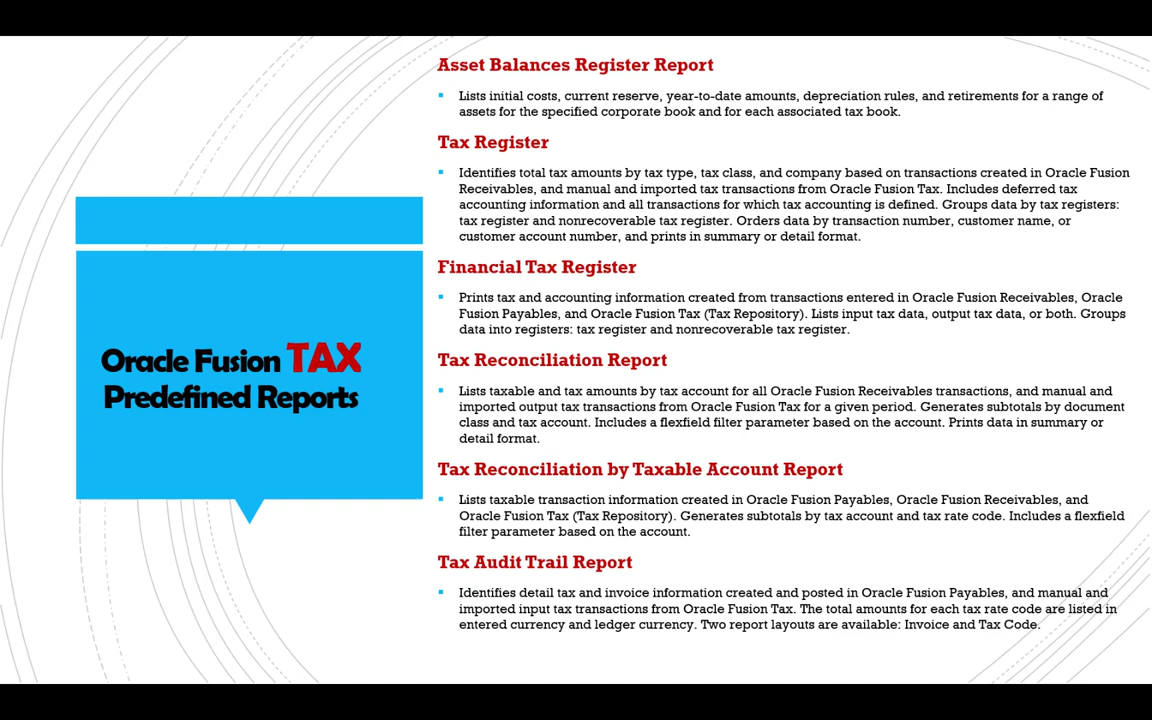 Oracle Fusion TAX
Predefined Reports
Asset Balances Register Report
Lists initial costs, current reserve, year-to-date amounts, depreciation rules, and retirements for a range of
assets for the specified corporate book and for each associated tax book.
Tax Register
Identifies total tax amounts by tax type, tax class, and company based on transactions created in Oracle Fusion
Receivables, and manual and imported tax transactions from Oracle Fusion Tax. Includes deferred tax
accounting information and all transactions for which tax accounting is defined. Groups data by tax registers:
tax register and nonrecoverable tax register. Orders data by transaction number, customer name, or
customer account number, and prints in summary or detail format.
Financial Tax Register
Prints tax and accounting information created from transactions entered in Oracle Fusion Receivables, Oracle
Fusion Payables, and Oracle Fusion Tax (Tax Repository). Lists input tax data, output tax data, or both. Groups
data into registers: tax register and nonrecoverable tax register.
Tax Reconciliation Report
Lists taxable and tax amounts by tax account for all Oracle Fusion Receivables transactions, and manual and
imported output tax transactions from Oracle Fusion Tax for a given period. Generates subtotals by document
class and tax account. Includes a flexfield filter parameter based on the account. Prints data in summary or
detail format.
Tax Reconciliation by Taxable Account Report
Lists taxable transaction information created in Oracle Fusion Payables, Oracle Fusion Receivables, and
Oracle Fusion Tax (Tax Repository). Generates subtotals by tax account and tax rate code. Includes a flexfield
filter parameter based on the account.
Tax Audit Trail Report
Identifies detail tax and invoice information created and posted in Oracle Fusion Payables, and manual and
imported input tax transactions from Oracle Fusion Tax. The total amounts for each tax rate code are listed in
entered currency and ledger currency. Two report layouts are available: Invoice and Tax Code.